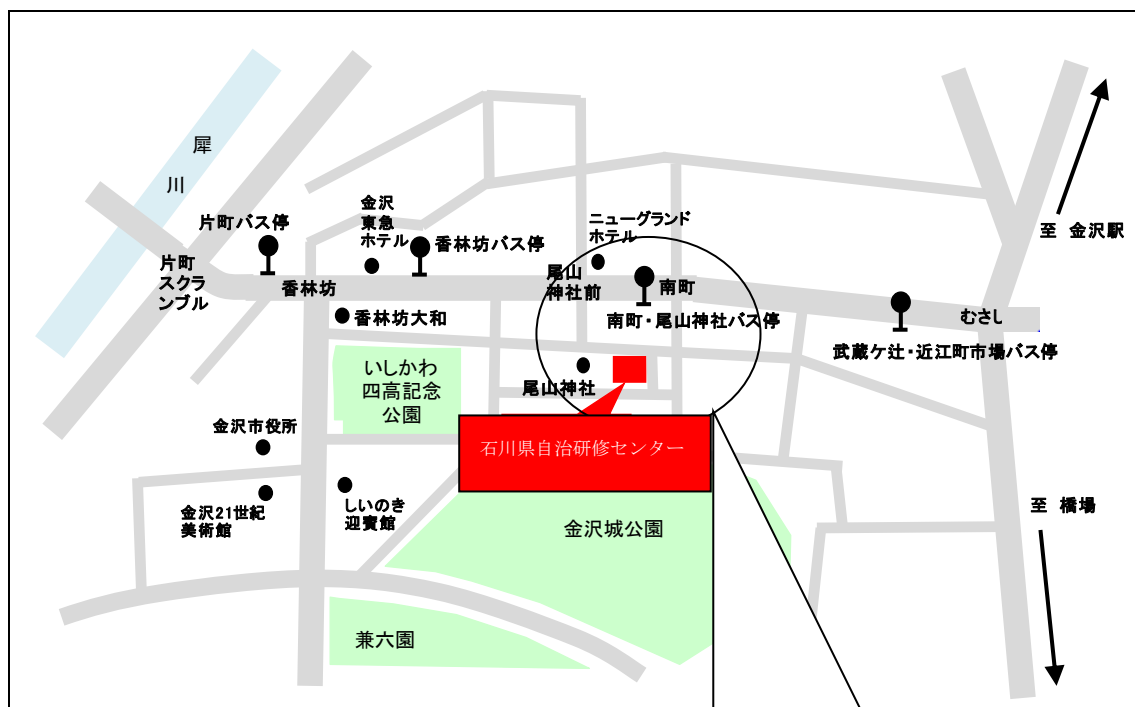 犀
川
片町バス停
金沢
東急
ホテル
香林坊バス停
ニューグランド
ホテル
至 金沢駅
片町
スクラ
ンブル
香林坊
尾山
神社前
南町
南町・尾山神社バス停
むさし
武蔵ケ辻・近江町市場バス停
香林坊大和
いしかわ
四高記念
公園
尾山神社
金沢市役所
石川県自治研修センター
金沢21世紀
美術館
しいのき
迎賓館
金沢城公園
至 橋場
兼六園